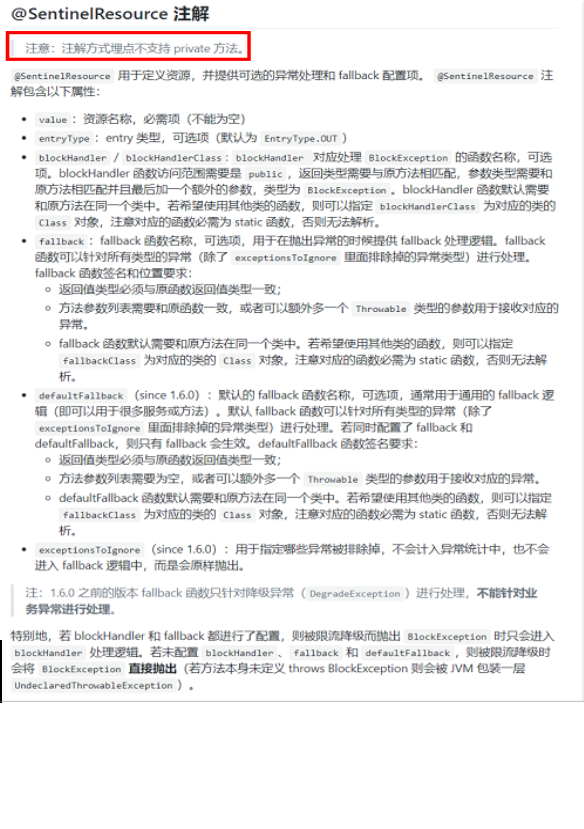 @SentinelResource 注解
注意：注解方式埋点不支持 private 方法。
@SentinelResource 用于定义资源，并提供可选的异常处理和 fallback 配置项。 @SentinelResource 注
解包含以下属性：
value ：资源名称，必需项（不能为空）
entryType ：entry 类型，可选项（默认为 EntryType.OUT ）
blockHandler / blockHandlerClass : blockHandler 对应处理 BlockException 的函数名称，可选
项。blockHandler 函数访问范围需要是 public ，返回类型需要与原方法相匹配，参数类型需要和
原方法相匹配并且最后加一个额外的参数，类型为 BlockException 。blockHandler 函数默认需要
和原方法在同一个类中。若希望使用其他类的函数，则可以指定 blockHandlerClass 为对应的类的
Class 对象，注意对应的函数必需为 static 函数，否则无法解析。
fallback ：fallback 函数名称，可选项，用于在抛出异常的时候提供 fallback 处理逻辑。fallback
函数可以针对所有类型的异常（除了 exceptionsToIgnore 里面排除掉的异常类型）进行处理。
fallback 函数签名和位置要求：
返回值类型必须与原函数返回值类型一致；
方法参数列表需要和原函数一致，或者可以额外多一个 Throwable 类型的参数用于接收对应的
异常。
fallback 函数默认需要和原方法在同一个类中。若希望使用其他类的函数，则可以指定
fallbackClass 为对应的类的 Class 对象，注意对应的函数必需为 static 函数，否则无法解
析。
defaultFallback （since 1.6.0）：默认的 fallback 函数名称，可选项，通常用于通用的 fallback 逻
辑（即可以用于很多服务或方法）。默认 fallback 函数可以针对所有类型的异常（除了
exceptionsToIgnore 里面排除掉的异常类型）进行处理。若同时配置了 fallback 和
defaultFallback，则只有 fallback 会生效。defaultFallback 函数签名要求：
返回值类型必须与原函数返回值类型一致；
方法参数列表需要为空，或者可以额外多一个 Throwable 类型的参数用于接收对应的异常。
defaultFallback 函数默认需要和原方法在同一个类中。若希望使用其他类的函数，则可以指定
fallbackClass 为对应的类的 Class 对象，注意对应的函数必需为 static 函数，否则无法解
析。
exceptionsToIgnore （since 1.6.0）：用于指定哪些异常被排除掉，不会计入异常统计中，也不会
进入 fallback 逻辑中，而是会原样抛出。
注：1.6.0 之前的版本 fallback 函数只针对降级异常（ DegradeException ）进行处理，不能针对业
务异常进行处理。
特别地，若 blockHandler 和 fallback 都进行了配置，则被限流降级而抛出 BlockException 时只会进入
blockHandler 处理逻辑。若未配置 blockHandler 、 fallback 和 defaultFallback ，则被限流降级时
会将 BlockException 直接抛出（若方法本身未定义 throws BlockException 则会被 JVM 包装一层
UndeclaredThrowableException ）。